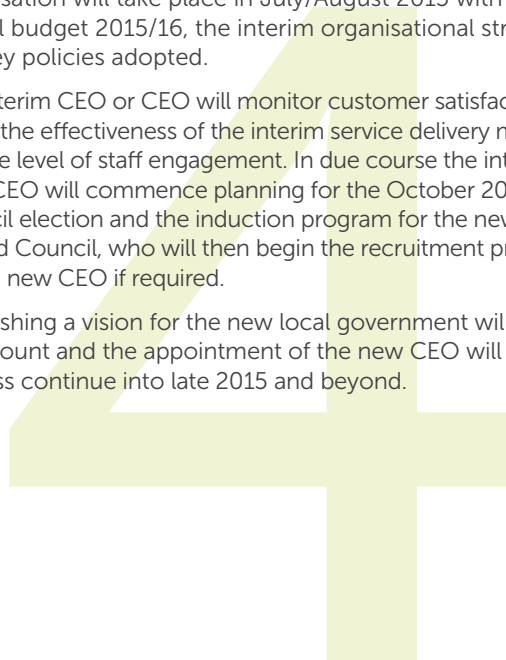 sation will take place in July/August 2015 with
l budget 2015/16, the interim organisational str
ey policies adopted.
terim CEO or CEO will monitor customer satisfac
the effectiveness of the interim service delivery n
e level of staff engagement. In due course the int
CEO will commence planning for the October 20
cil election and the induction program for the new
d Council, who will then begin the recruitment pr
new CEO if required.
shing a vision for the new local government wil
ount and the appointment of the new CEO will
ss continue into late 2015 and beyond.
4